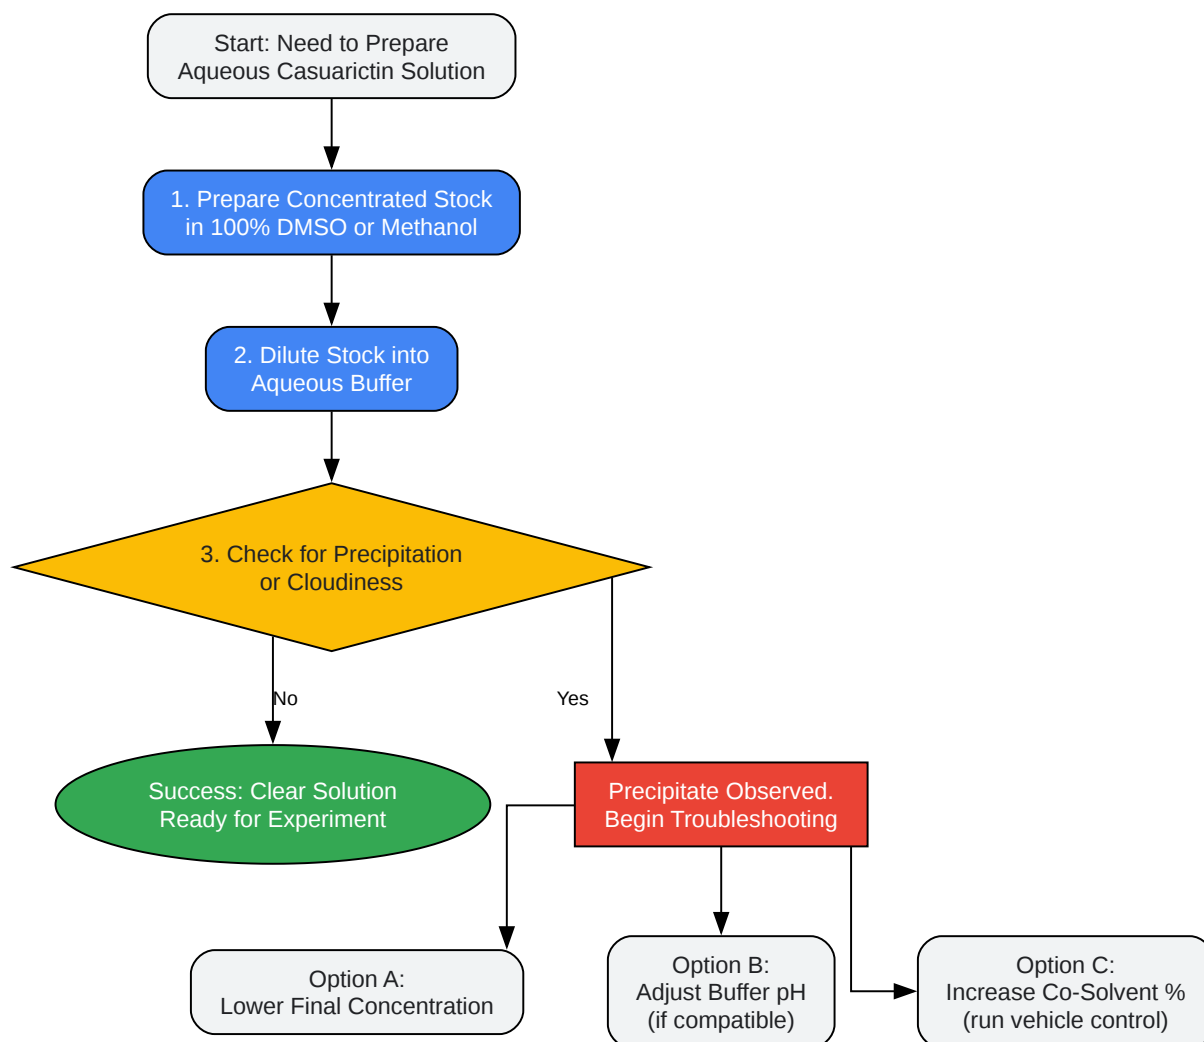 Start: Need to Prepare
Aqueous Casuarictin Solution
1. Prepare Concentrated Stock
in 100% DMSO or Methanol
2. Dilute Stock into
Aqueous Buffer
3. Check for Precipitation
or Cloudiness
No
Yes
Success: Clear Solution
Ready for Experiment
Precipitate Observed.
Begin Troubleshooting
Option A:
Lower Final Concentration
Option B:
Adjust Buffer pH
(if compatible)
Option C:
Increase Co-Solvent %
(run vehicle control)